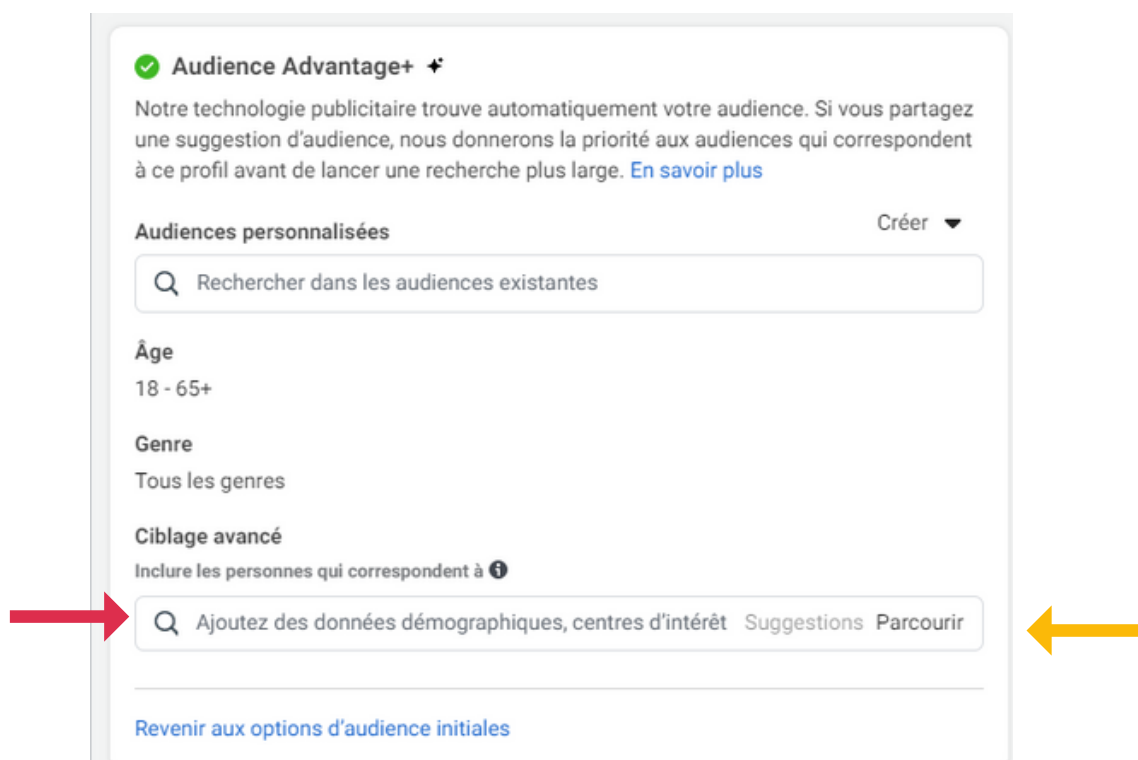 Audience Advantage+
Notre technologie publicitaire trouve automatiquement votre audience. Si vous partagez
une suggestion d'audience, nous donnerons la priorité aux audiences qui correspondent
à ce profil avant de lancer une recherche plus large. En savoir plus
Audiences personnalisées
Créer
Rechercher dans les audiences existantes
Âge
18 - 65+
Genre
Tous les genres
Ciblage avancé
Inclure les personnes qui correspondent à
Ajoutez des données démographiques, centres d'intérêt Suggestions Parcourir
Revenir aux options d'audience initiales